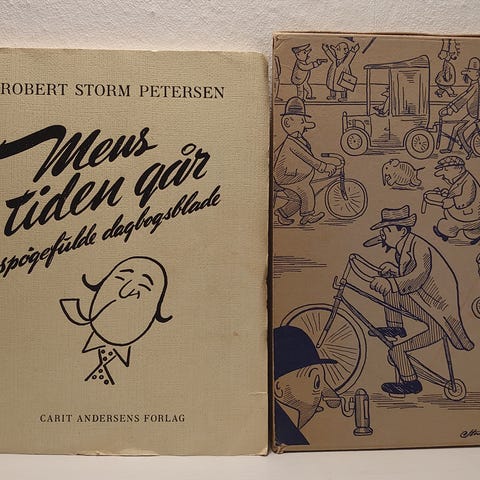 ROBERT STORM PETERSEN
Mens
tiden går
spøgefulde dagbogsblade
CARIT ANDERSENS FORLAG